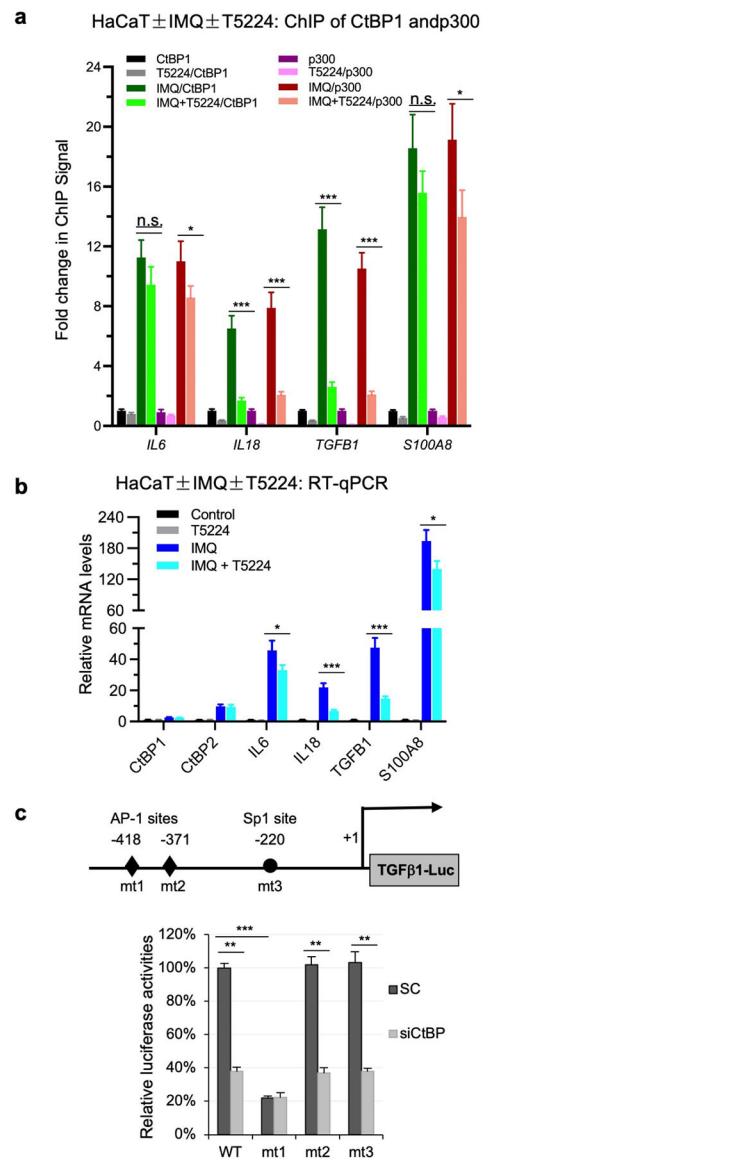 a
HaCaT±IMQ±T5224: ChIP of CtBP1 andp300
CtBP1
T5224/CtBP1
IMQ/CtBP1
IMQ+T5224/CtBP1
p300
T5224/p300
IMQ/p300
IMQ+T5224/p300
Fold change in ChIP Signal
24
20
16
12
8
4
0
n.s.
*
***
***
***
***
n.s.
*
IL6 IL18 TGFB1 S100A8
b
HaCaT±IMQ±T5224: RT-qPCR
Control
T5224
IMQ
IMQ + T5224
Relative mRNA levels
240
180
120
60
60
40
20
0
*
***
***
*
CtBP1 CtBP2 IL6 IL18 TGFB1 S100A8
c
AP-1 sites Sp1 site
-418 -371 -220 +1
mt1 mt2 mt3
TGFβ1-Luc
Relative luciferase activities
120%
100%
80%
60%
40%
20%
0%
***
**
**
**
SC
siCtBP
WT mt1 mt2 mt3